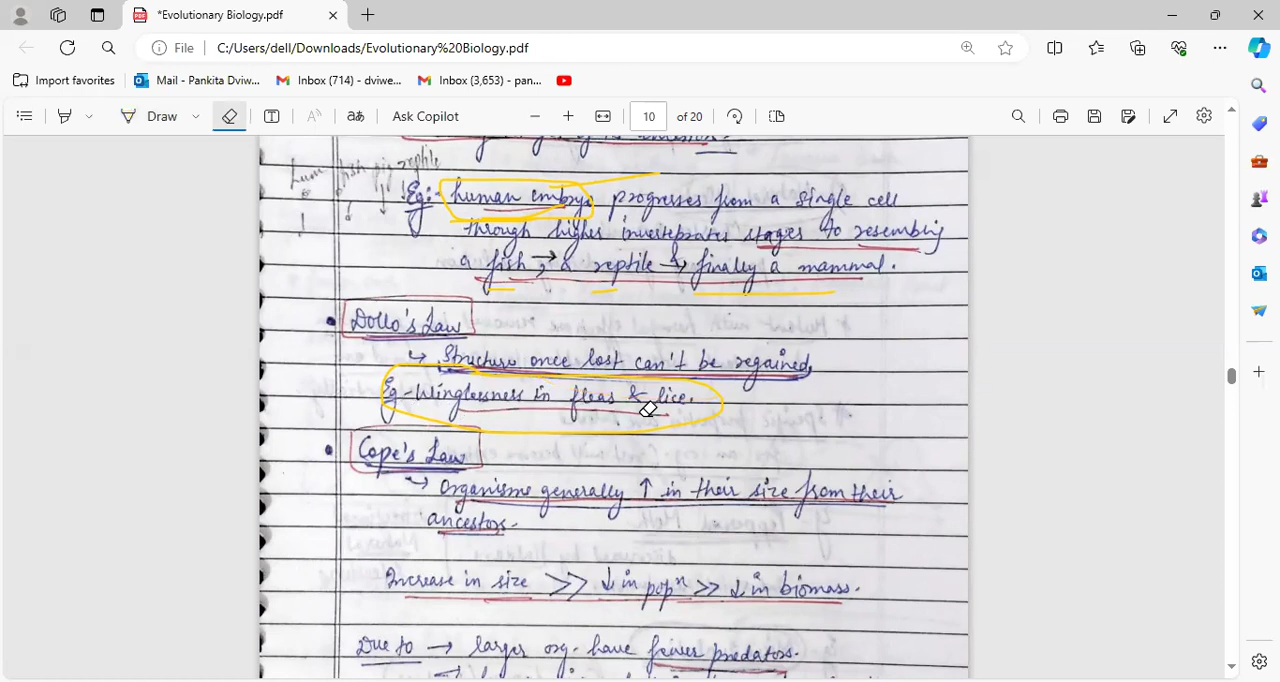 *Evolutionary Biology.pdf
File C:/Users/dell/Downloads/Evolutionary%20Biology.pdf
Import favorites Mail - Pankita Dviw... Inbox (714) - dviwe... Inbox (3,653) - pan...
Draw Ask Copilot 10 of 20
fish pig reptile
Eg:- human embryo progresses from a single cell
through higher invertebrates stages to resembling
a fish → a reptile & finally a mammal.
• Dollo's Law
↳ Structure once lost can't be regained.
Eg - Winglessness in fleas & lice.
• Cope's Law
↳ Organisms generally ↑ in their size from their
ancestors.
Increase in size >> ↓ in popn >> ↓ in biomass.
Due to → larger org. have fewer predators.